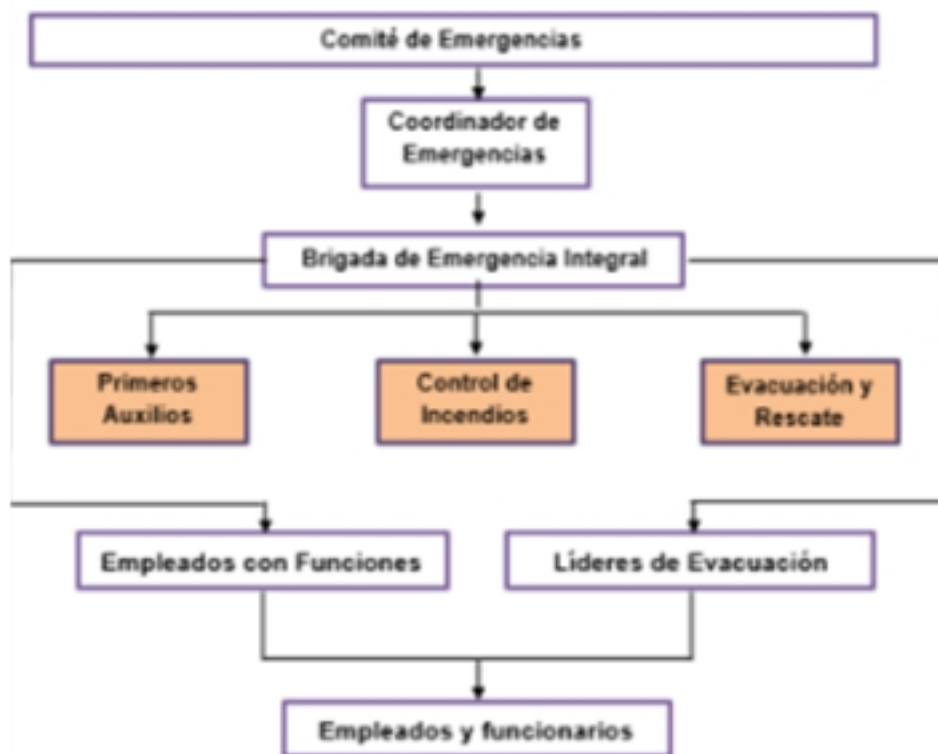 Comité de Emergencias
Coordinador de
Emergencias
Brigada de Emergencia Integral
Primeros
Auxilios
Control de
Incendios
Evacuación y
Rescate
Empleados con Funciones
Líderes de Evacuación
Empleados y funcionarios